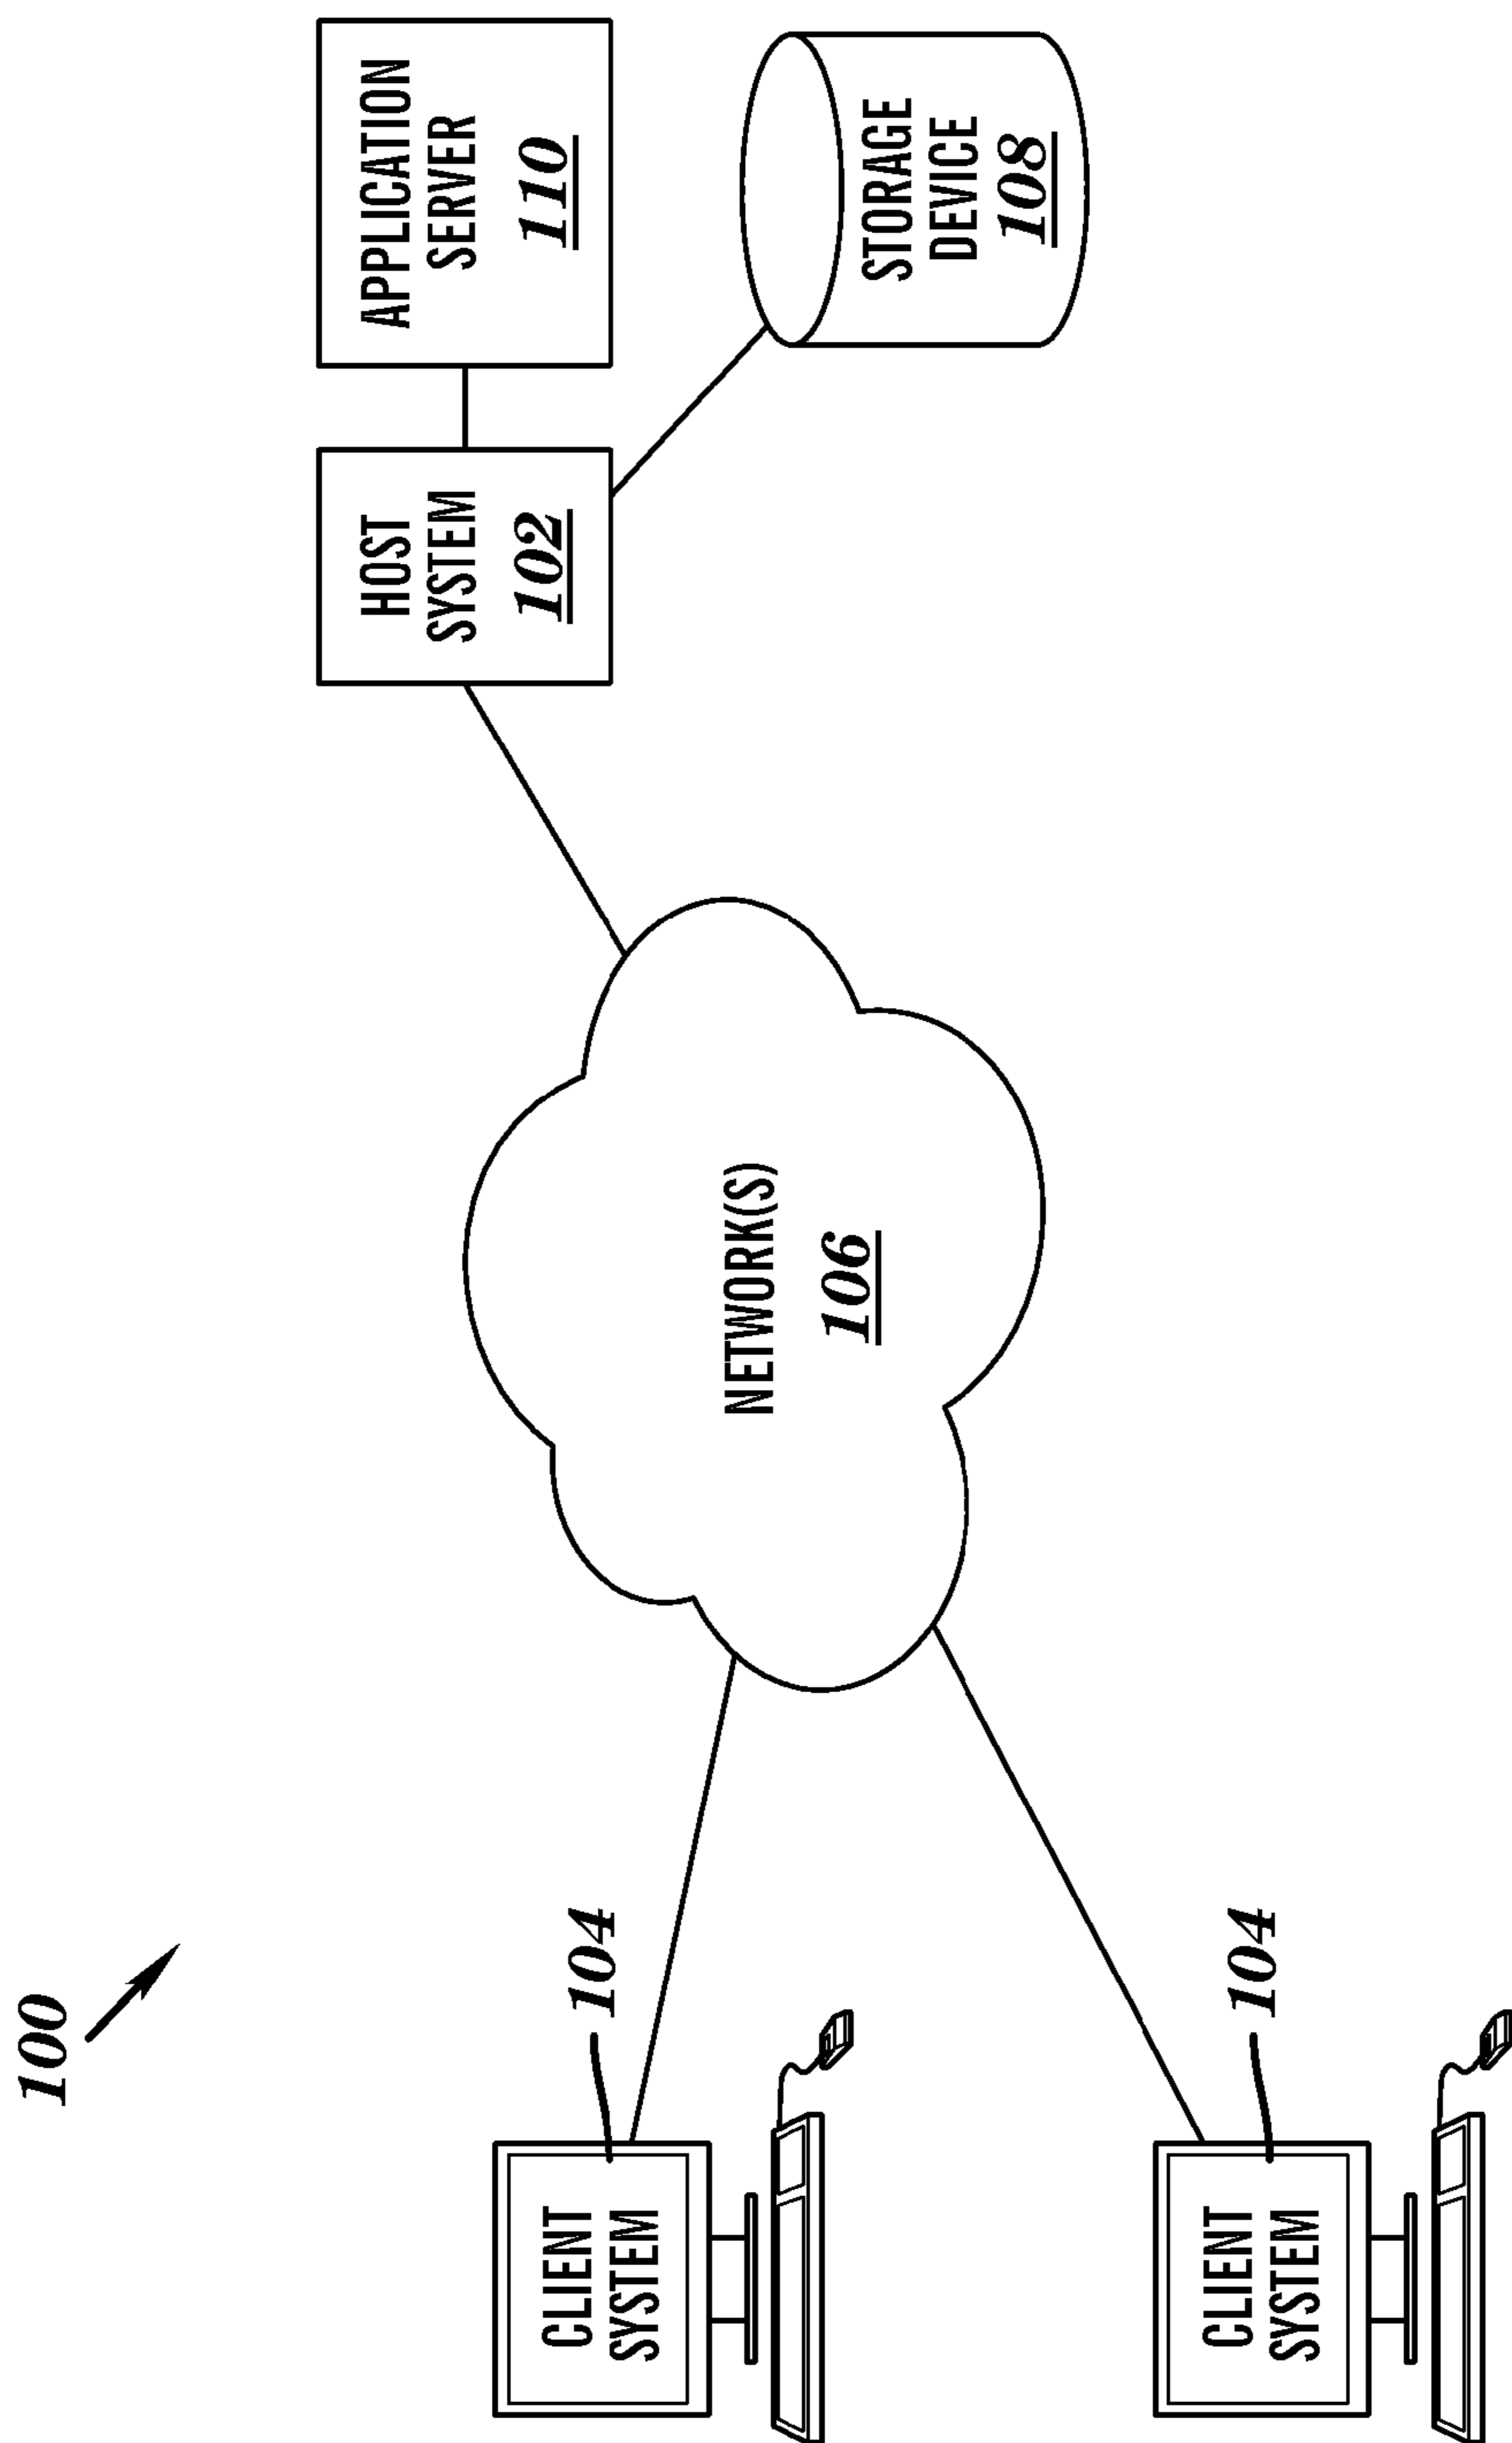 100
CLIENT
SYSTEM
104
CLIENT
SYSTEM
104
NETWORK(S)
106
HOST
SYSTEM
102
APPLICATION
SERVER
110
STORAGE
DEVICE
108